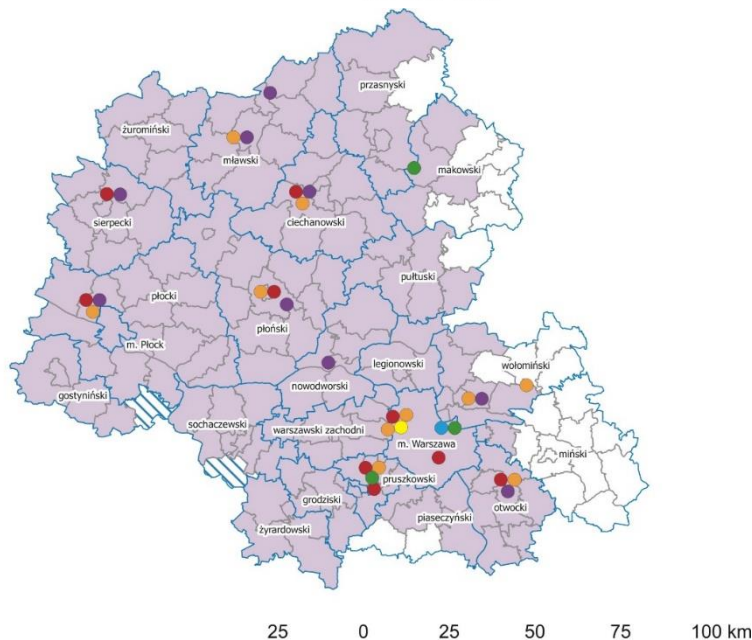 przasnyski
żuromiński
mławski
makowski
sierpecki
ciechanowski
płocki
pułtuski
płoński
m. Płock
legionowski
wołomiński
nowodworski
gostyniński
sochaczewski
warszawski zachodni
m. Warszawa
miński
pruszkowski
grodziski
otwocki
piaseczyński
żyrardowski
25 0 25 50 75 100 km